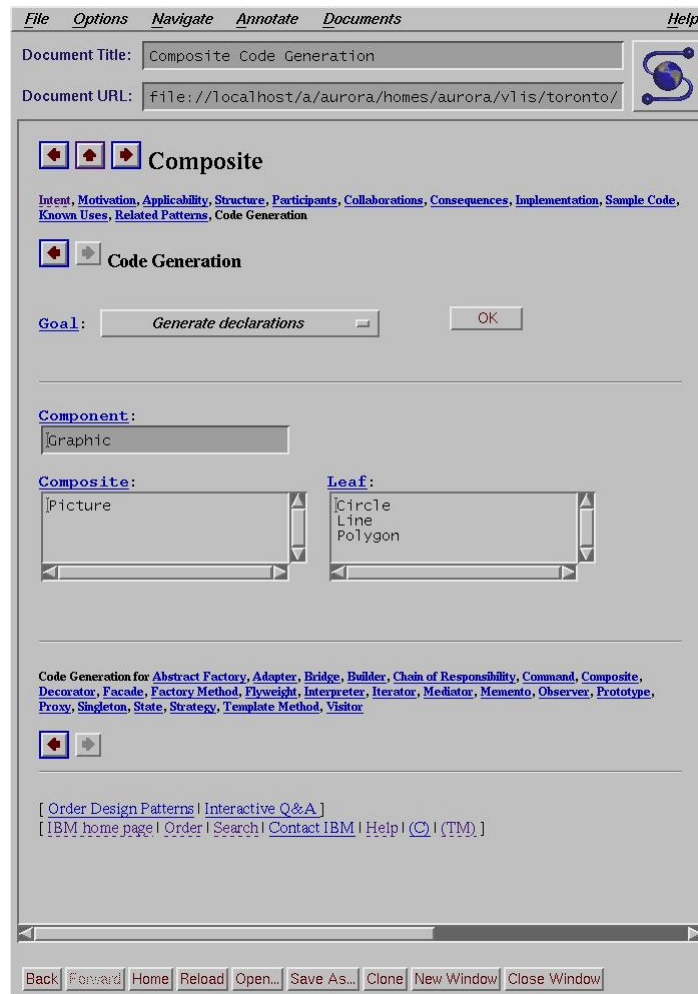 File Options Navigate Annotate Documents Help
Document Title: Composite Code Generation
Document URL: file://localhost/a/aurora/homes/aurora/vlis/toronto/
Composite
Intent, Motivation, Applicability, Structure, Participants, Collaborations, Consequences, Implementation, Sample Code,
Known Uses, Related Patterns, Code Generation
Code Generation
Goal: Generate declarations OK
Component:
Graphic
Composite: Leaf:
Picture Circle
Line
Polygon
Code Generation for Abstract Factory, Adapter, Bridge, Builder, Chain of Responsibility, Command, Composite,
Decorator, Facade, Factory Method, Flyweight, Interpreter, Iterator, Mediator, Memento, Observer, Prototype,
Proxy, Singleton, State, Strategy, Template Method, Visitor
[ Order Design Patterns | Interactive Q&A ]
[ IBM home page | Order | Search | Contact IBM | Help | (C) | (TM) ]
Back Forward Home Reload Open... Save As... Clone New Window Close Window